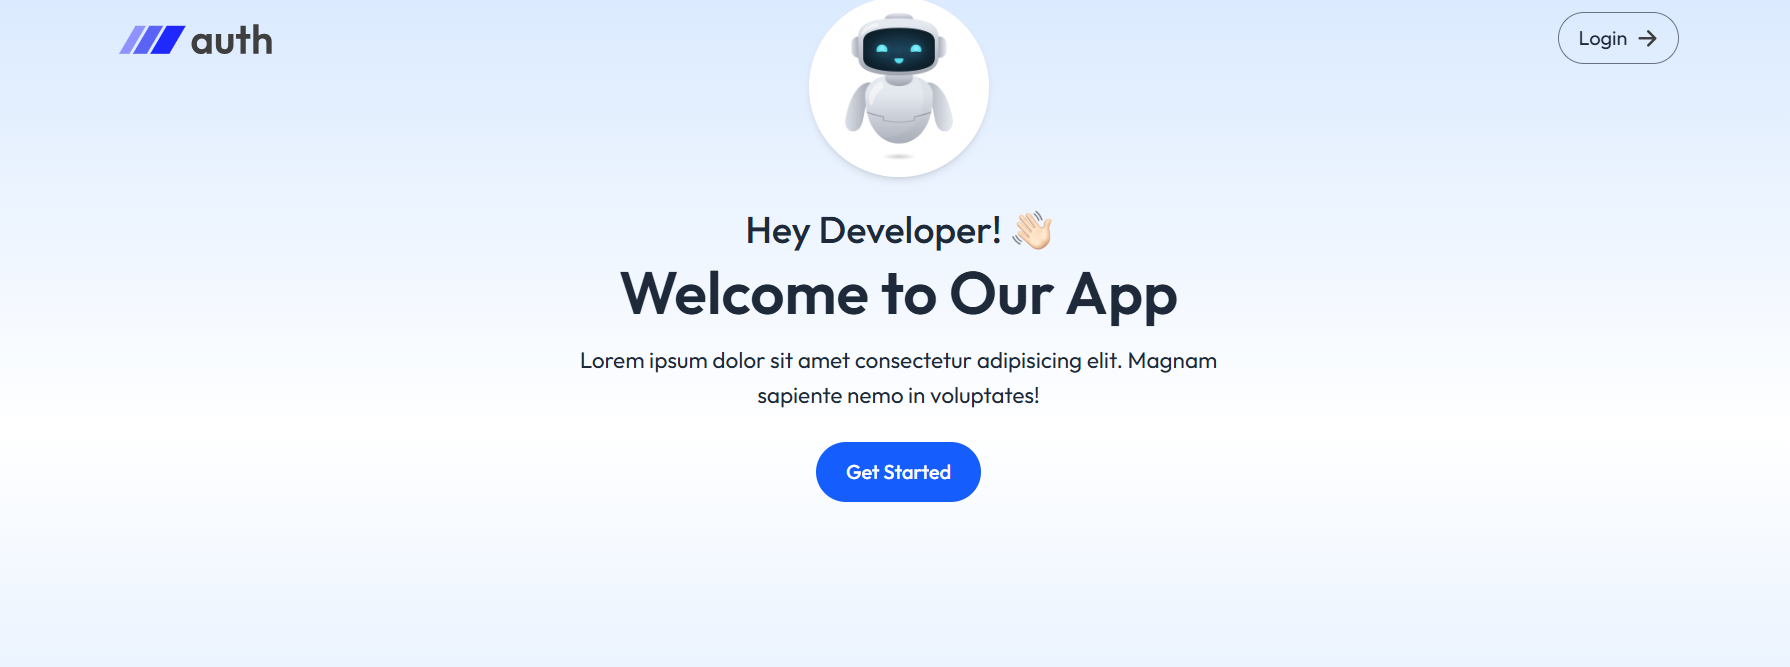 auth
Login
Hey Developer! 👋🏻
Welcome to Our App
Lorem ipsum dolor sit amet consectetur adipisicing elit. Magnam
sapiente nemo in voluptates!
Get Started